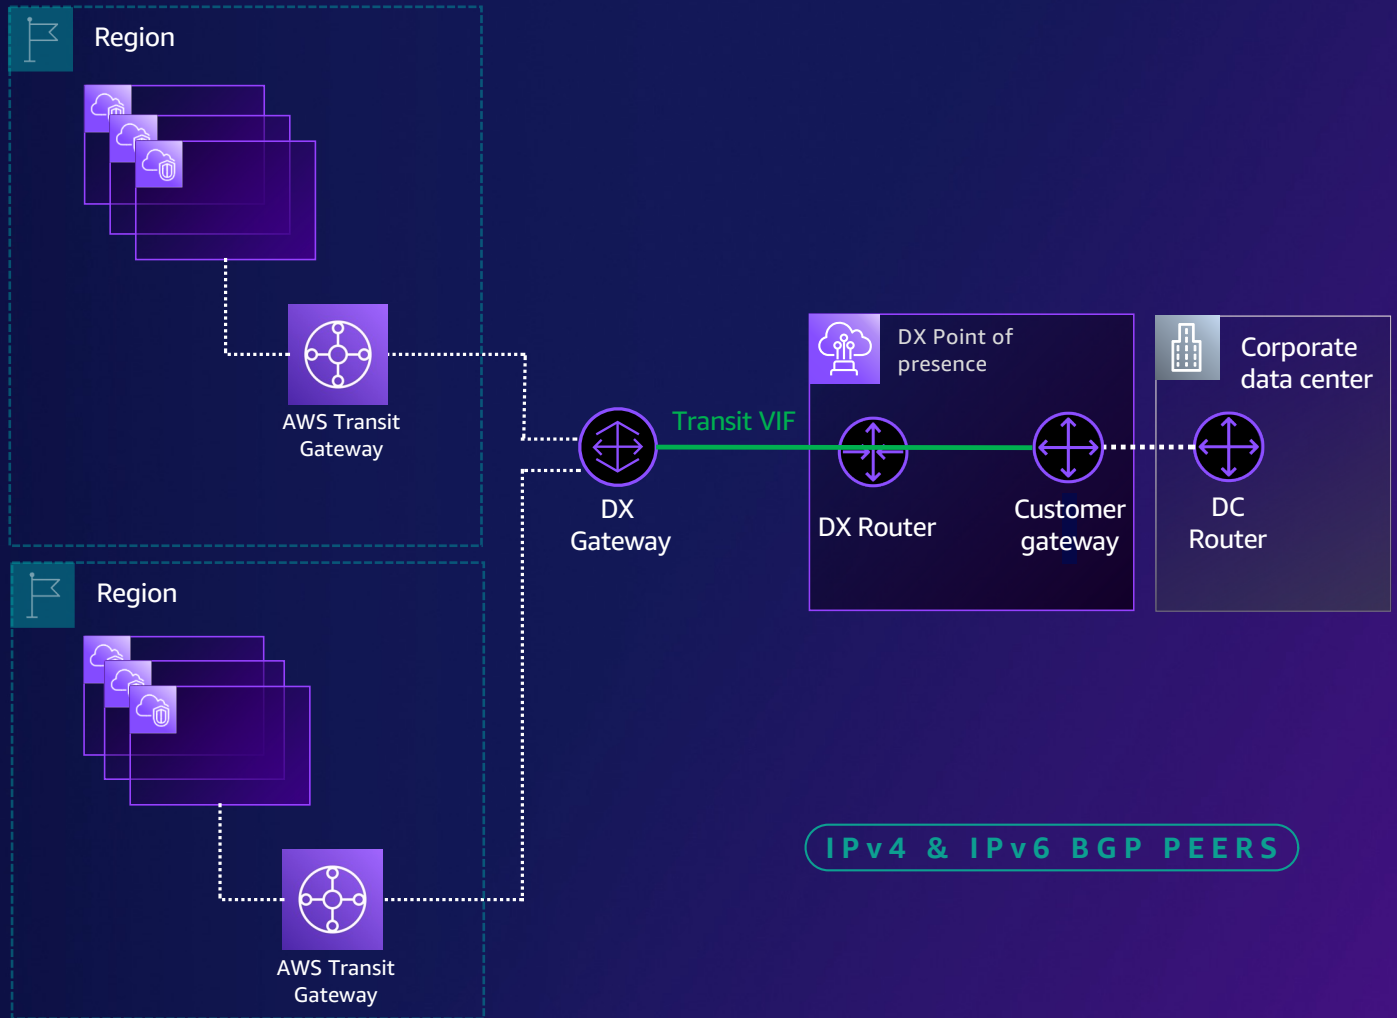 Region
AWS Transit
Gateway
Transit VIF
DX
Gateway
DX Point of
presence
DX Router
Customer
gateway
Corporate
data center
DC
Router
Region
AWS Transit
Gateway
IPv4 & IPv6 BGP PEERS